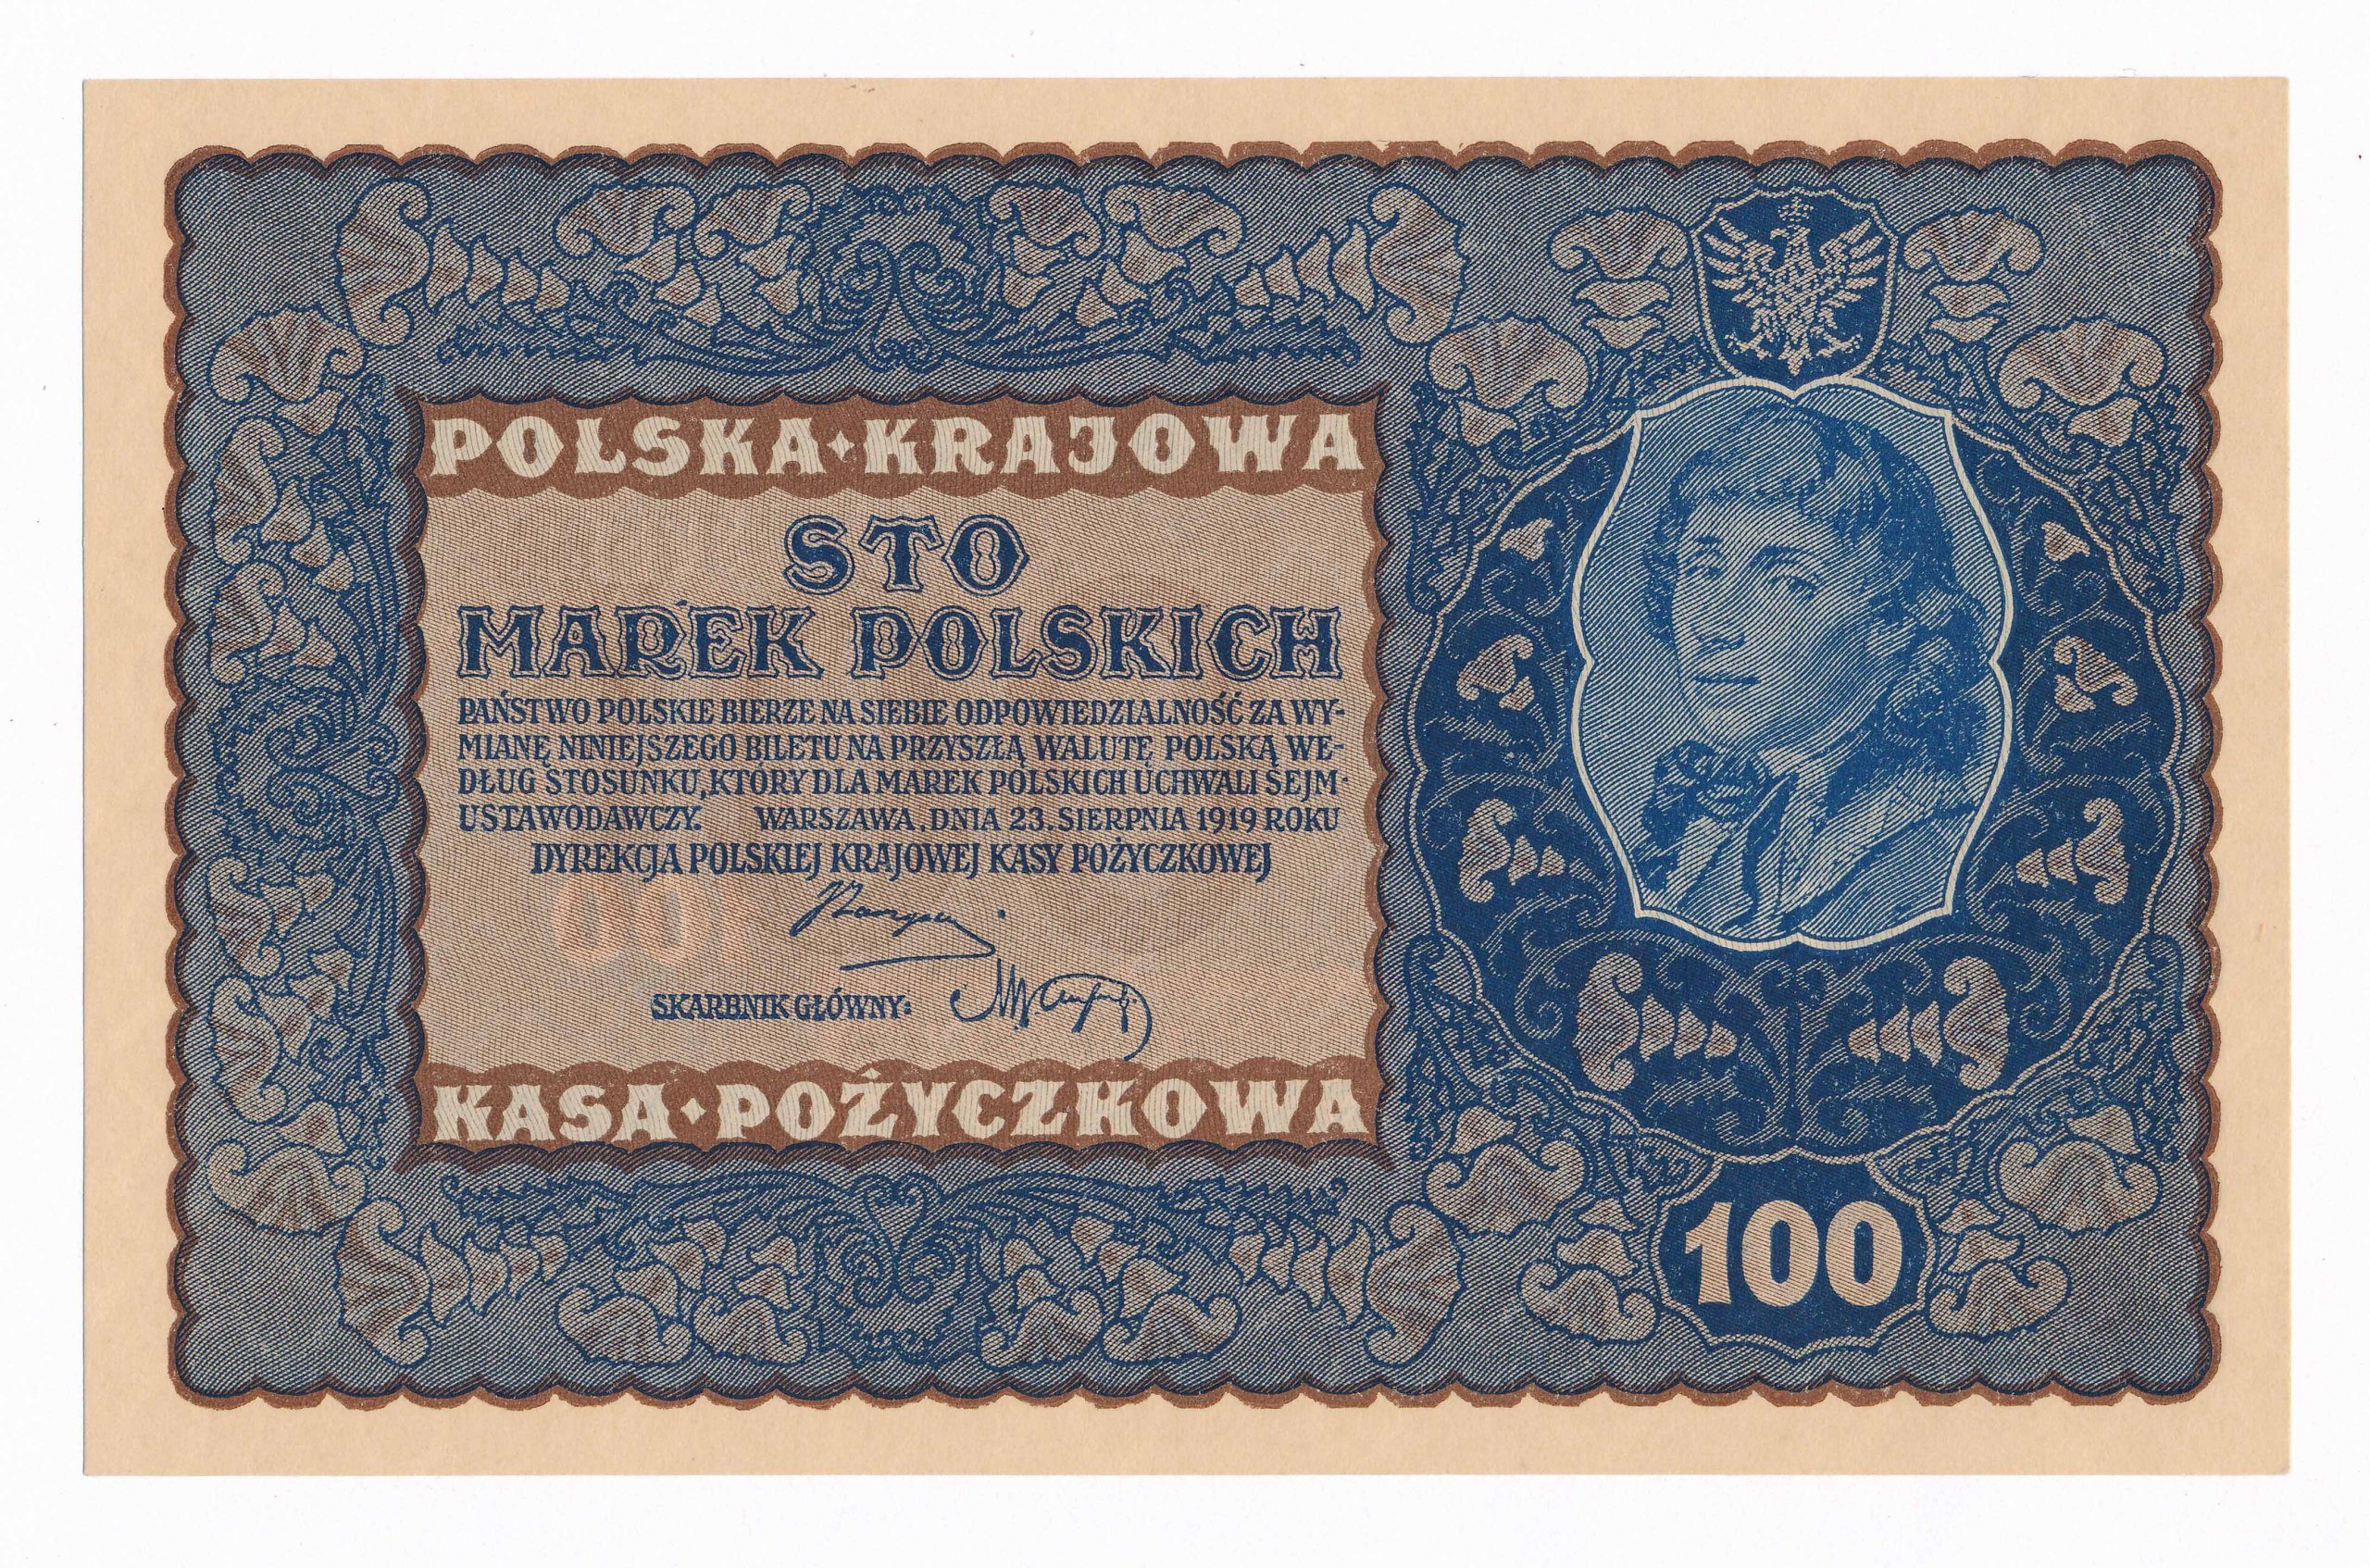 POLSKA·KRAJOWA
STO
MAREK POLSKICH
PAŃSTWO POLSKIE BIERZE NA SIEBIE ODPOWIEDZIALNOŚĆ ZA WY-
MIANĘ NINIEJSZEGO BILETU NA PRZYSZŁĄ WALUTĘ POLSKĄ WE-
DŁUG STOSUNKU, KTÓRY DLA MAREK POLSKICH UCHWALI SEJM·
USTAWODAWCZY. WARSZAWA, DNIA 23. SIERPNIA 1919 ROKU
DYREKCJA POLSKIEJ KRAJOWEJ KASY POŻYCZKOWEJ
SKARBNIK GŁÓWNY:
KASA·POŻYCZKOWA
100